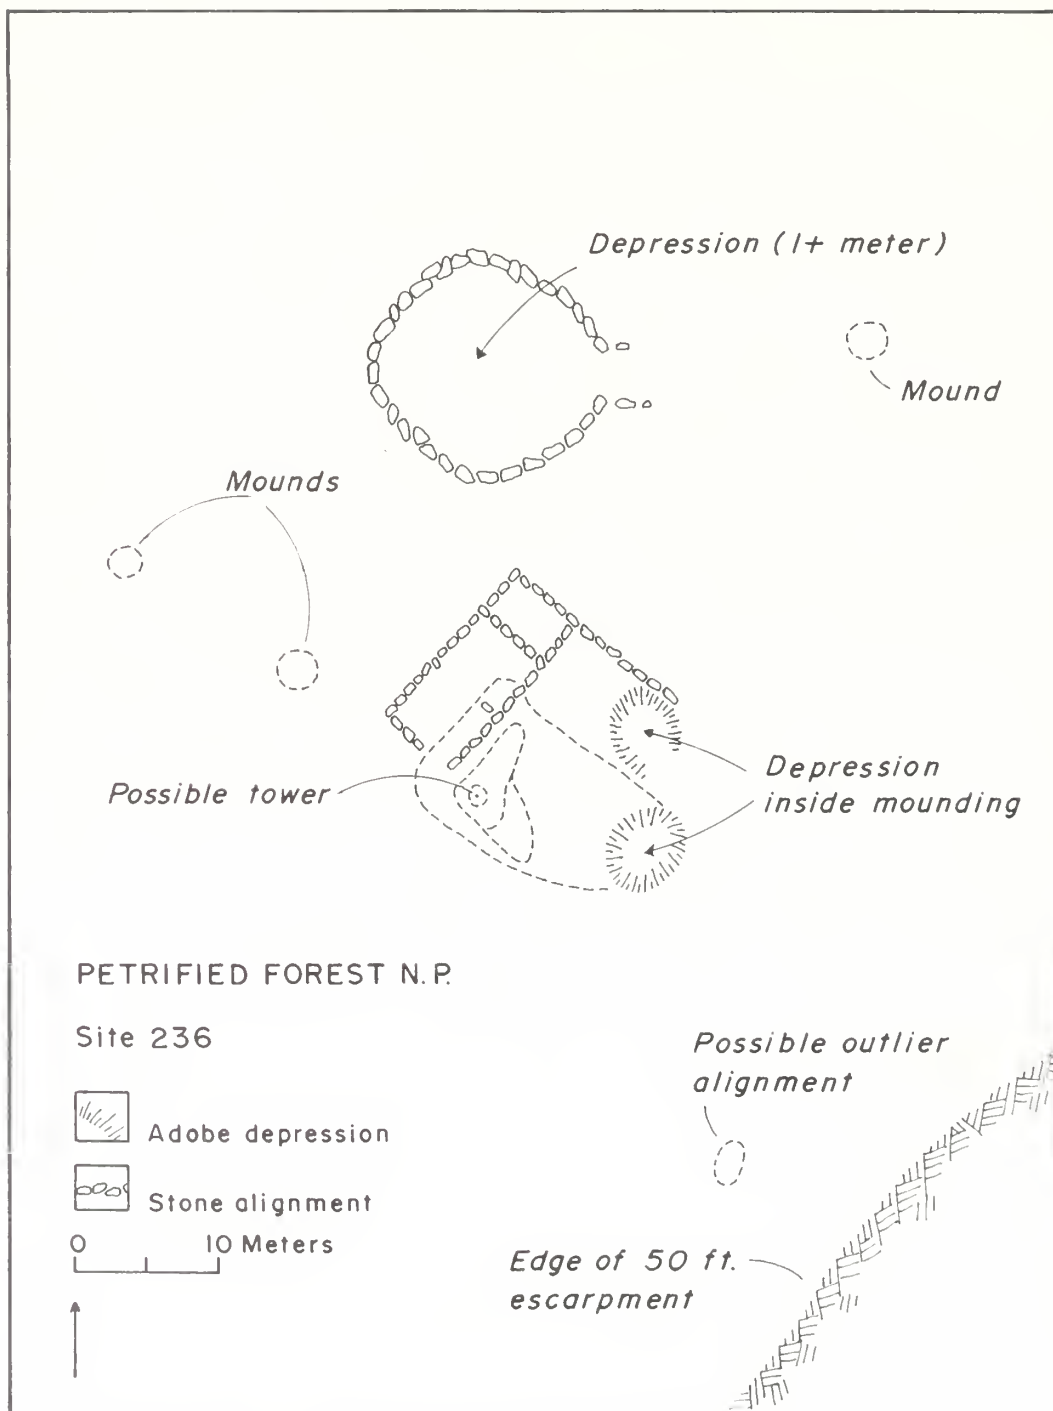 Depression (1+ meter)
Mound
Mounds
Possible tower
Depression
inside mounding
PETRIFIED FOREST N.P.
Site 236
Adobe depression
Stone alignment
0 10 Meters
Possible outlier
alignment
Edge of 50 ft.
escarpment